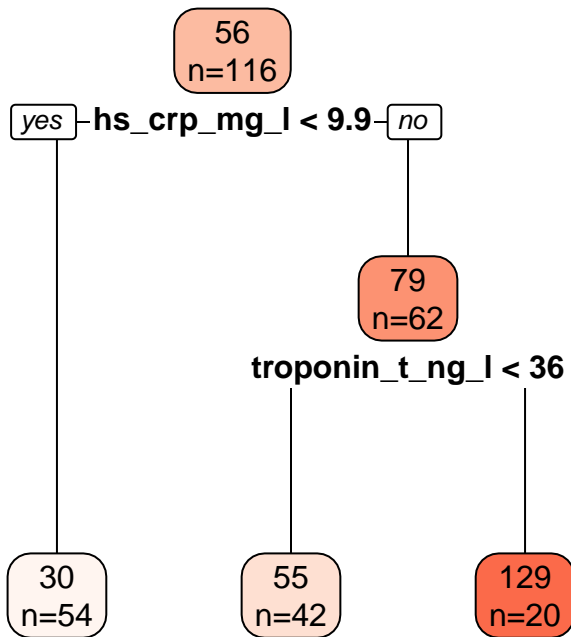 56
n=116
yes hs_crp_mg_l < 9.9 no
79
n=62
troponin_t_ng_l < 36
30
n=54
55
n=42
129
n=20